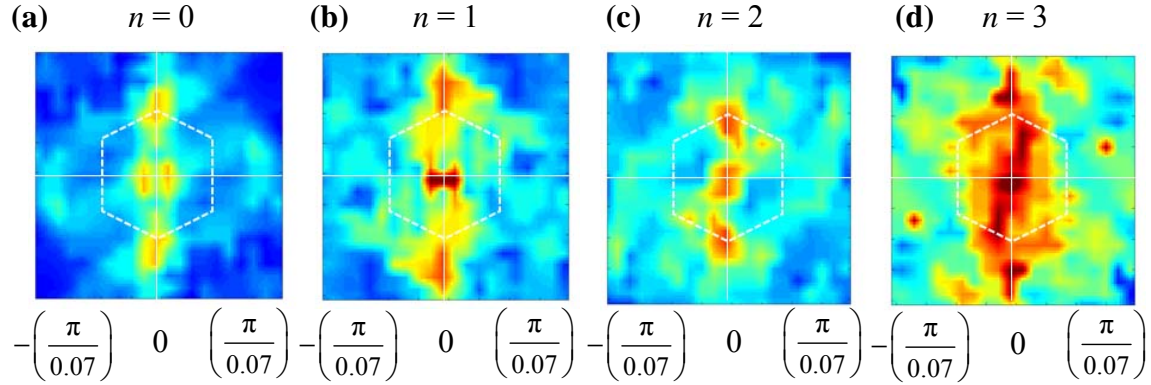 (a) n = 0 (b) n = 1 (c) n = 2 (d) n = 3
−(π/0.07) 0 (π/0.07) −(π/0.07) 0 (π/0.07) −(π/0.07) 0 (π/0.07) −(π/0.07) 0 (π/0.07)